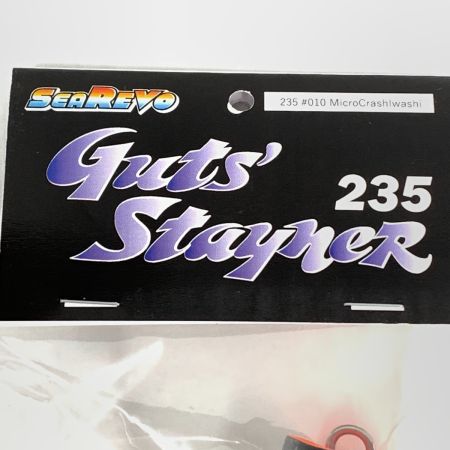 SEAREVO
235 #010 MicroCrashIwashi
Guts'
235
Stayner